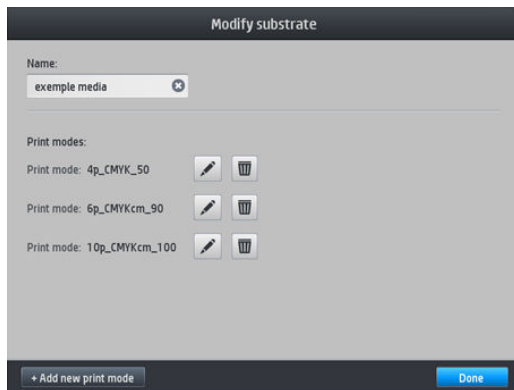 Modify substrate
Name:
exemple media
Print modes:
Print mode: 4p_CMYK_50
Print mode: 6p_CMYKcm_90
Print mode: 10p_CMYKcm_100
+ Add new print mode
Done